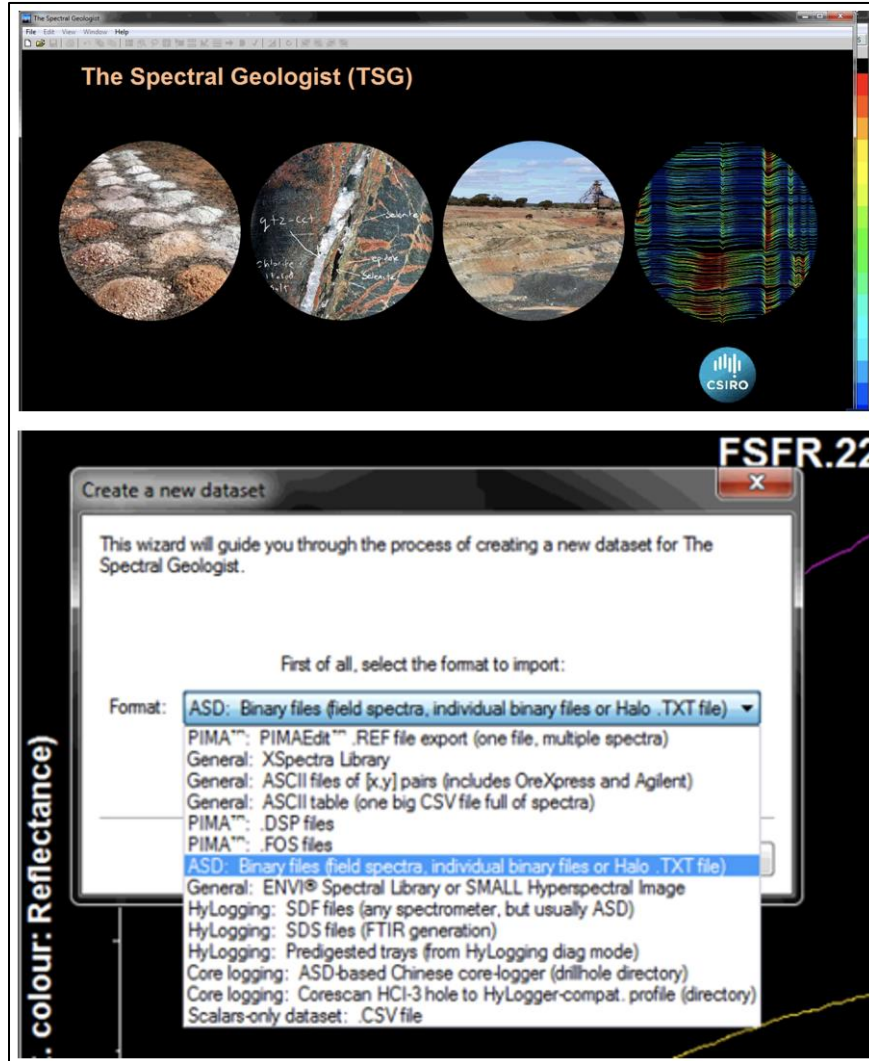 The Spectral Geologist
File Edit View Window Help
The Spectral Geologist (TSG)
qtz-cct
Selenite
chlorite
epidote
Selenite
CSIRO
FSFR.22
Create a new dataset
This wizard will guide you through the process of creating a new dataset for The
Spectral Geologist.
First of all, select the format to import:
Format: ASD: Binary files (field spectra, individual binary files or Halo .TXT file)
PIMA™: PIMAEdit™ .REF file export (one file, multiple spectra)
General: XSpectra Library
General: ASCII files of [x,y] pairs (includes OreXpress and Agilent)
General: ASCII table (one big CSV file full of spectra)
PIMA™: .DSP files
PIMA™: .FOS files
ASD: Binary files (field spectra, individual binary files or Halo .TXT file)
General: ENVI® Spectral Library or SMALL Hyperspectral Image
HyLogging: SDF files (any spectrometer, but usually ASD)
HyLogging: SDS files (FTIR generation)
HyLogging: Predigested trays (from HyLogging diag mode)
Core logging: ASD-based Chinese core-logger (drillhole directory)
Core logging: Corescan HCI-3 hole to HyLogger-compat. profile (directory)
Scalars-only dataset: .CSV file
colour: Reflectance)